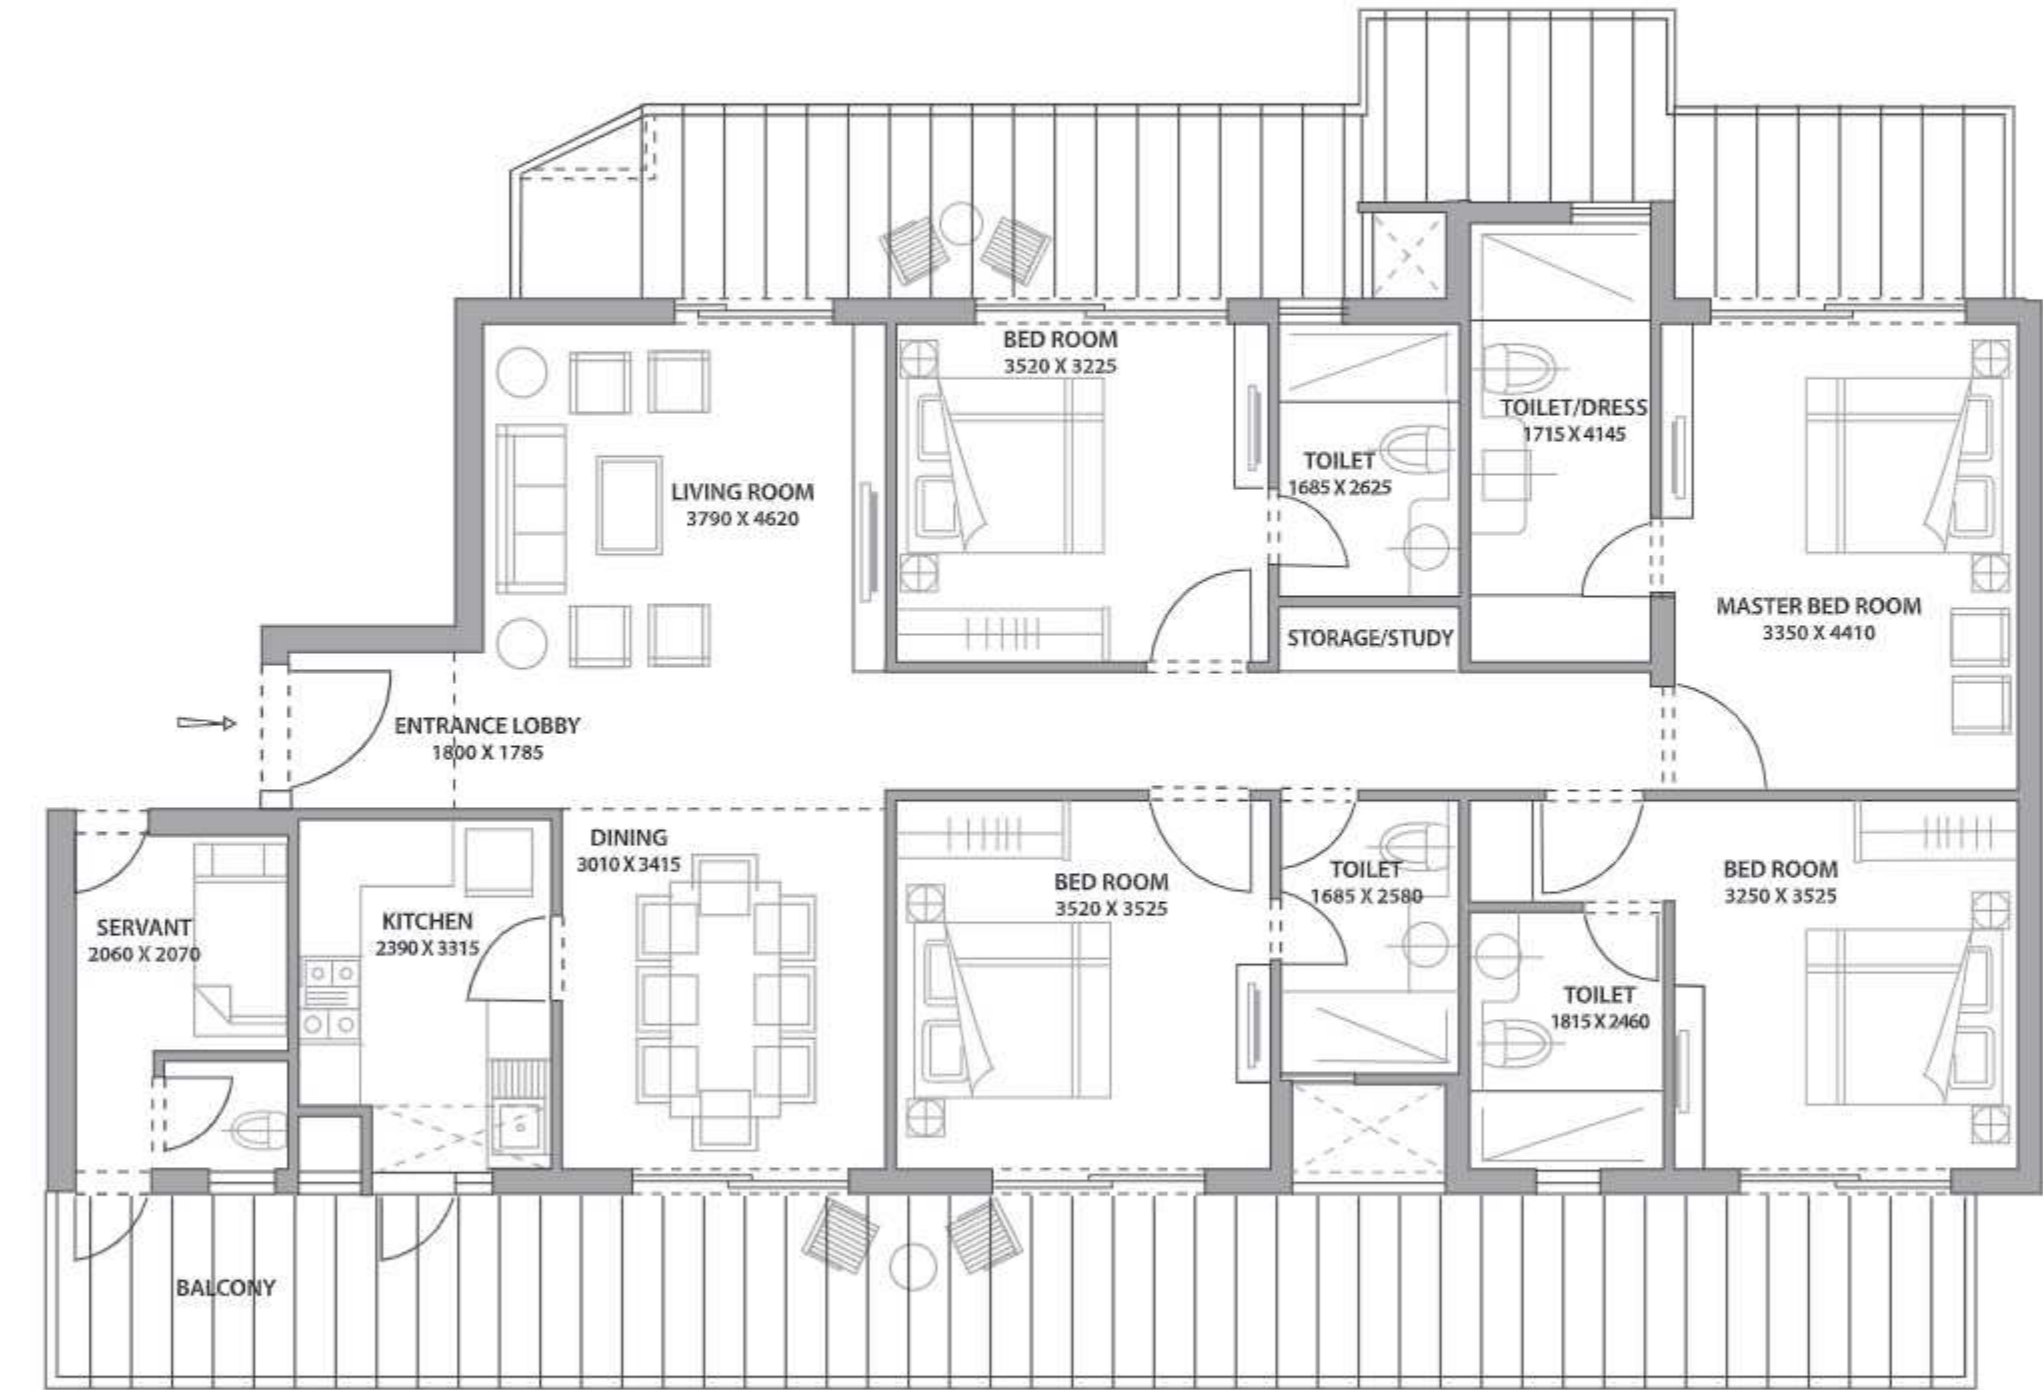 BED ROOM
3520 X 3225
TOILET/DRESS
1715 X 4145
TOILET
1685 X 2625
LIVING ROOM
3790 X 4620
MASTER BED ROOM
3350 X 4410
STORAGE/STUDY
ENTRANCE LOBBY
1800 X 1785
DINING
3010 X 3415
BED ROOM
3520 X 3525
TOILET
1685 X 2580
BED ROOM
3250 X 3525
SERVANT
2060 X 2070
KITCHEN
2390 X 3315
TOILET
1815 X 2460
BALCONY